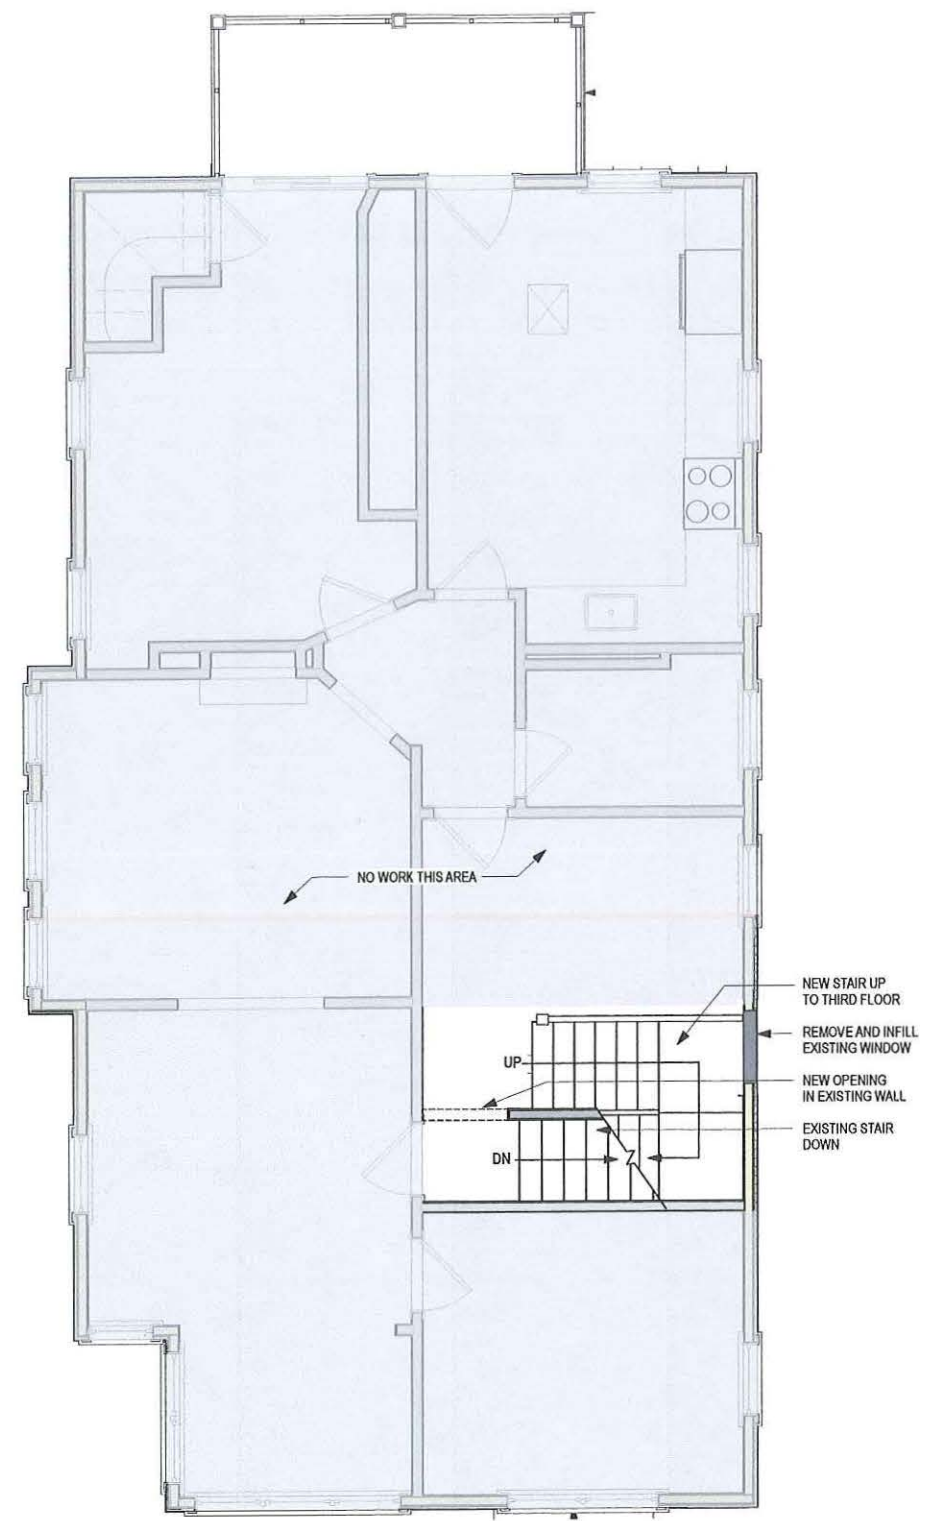 NO WORK THIS AREA
NEW STAIR UP
TO THIRD FLOOR
REMOVE AND INFILL
EXISTING WINDOW
UP
NEW OPENING
IN EXISTING WALL
EXISTING STAIR
DOWN
DN